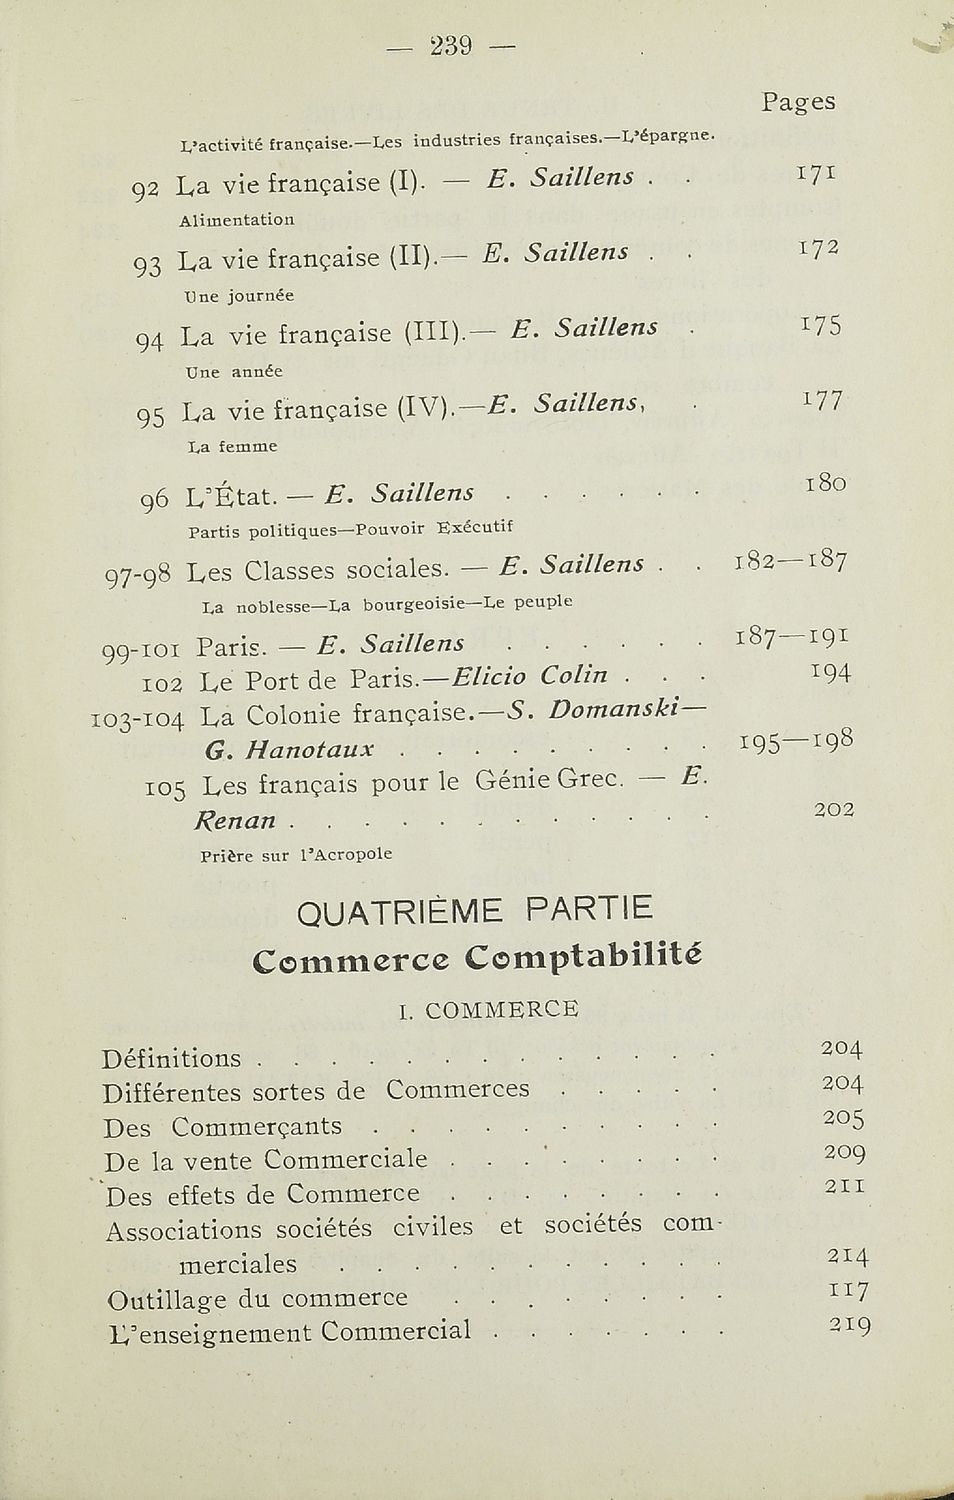 — 239 —
Pages
L'activité française.—Les industries françaises.—L'épargne.
92 La vie française (I). — E. Saillens . . 171
Alimentation
93 La vie française (II).— E. Saillens . . 172
Une journée
94 La vie française (III).— E. Saillens . 175
Une année
95 La vie française (IV).—E. Saillens, . 177
La femme
96 L'État. — E. Saillens . . . . . . 180
Partis politiques—Pouvoir Exécutif
97-98 Les Classes sociales. — E. Saillens . . 182—187
La noblesse—La bourgeoisie—Le peuple
99-101 Paris. — E. Saillens . . . . . . 187—191
102 Le Port de Paris.—Elicio Colin . . . 194
103-104 La Colonie française.—S. Domanski—
G. Hanotaux . . . . . . . . . 195—198
105 Les français pour le Génie Grec. — E.
Renan . . . . . . . . . . . . 202
Prière sur l'Acropole
QUATRIÈME PARTIE
Commerce Comptabilité
I. COMMERCE
Définitions . . . . . . . . . . . . . 204
Différentes sortes de Commerces . . . . . 204
Des Commerçants . . . . . . . . . . 205
De la vente Commerciale . . . . . . . . 209
Des effets de Commerce . . . . . . . . 211
Associations sociétés civiles et sociétés com-
merciales . . . . . . . . . . . 214
Outillage du commerce . . . . . . . . 117
L'enseignement Commercial . . . . . . . 219